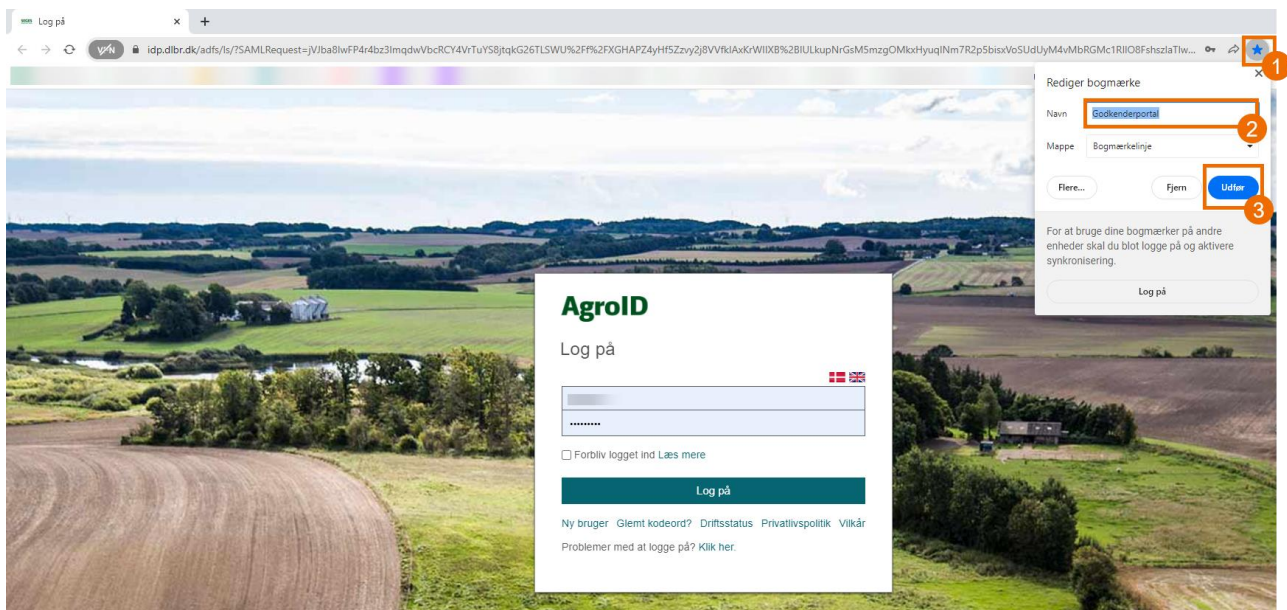 Log på
VPN
idp.dlbr.dk/adfs/ls/?SAMLRequest=jVJba8IwFP4r4bz3ImqdwVbcRCY4VrTuYS8jtqkG26TLSWU%2Ff%2FXGHAPZ4yHf5Zzvy2j8VVfklAxKrWIIXB%2BIULkupNrGsM5mzgOMkxHyuqINm7R2p5bisxVoSUdUyM4vMbRGMc1RIIO8FshszlaTlw...
1
Rediger bogmærke
Navn Godkenderportal
2
Mappe Bogmærkelinje
Flere... Fjern Udfør
3
For at bruge dine bogmærker på andre
enheder skal du blot logge på og aktivere
synkronisering.
Log på
AgroID
Log på
•••••••••
Forbliv logget ind Læs mere
Log på
Ny bruger Glemt kodeord? Driftsstatus Privatlivspolitik Vilkår
Problemer med at logge på? Klik her.